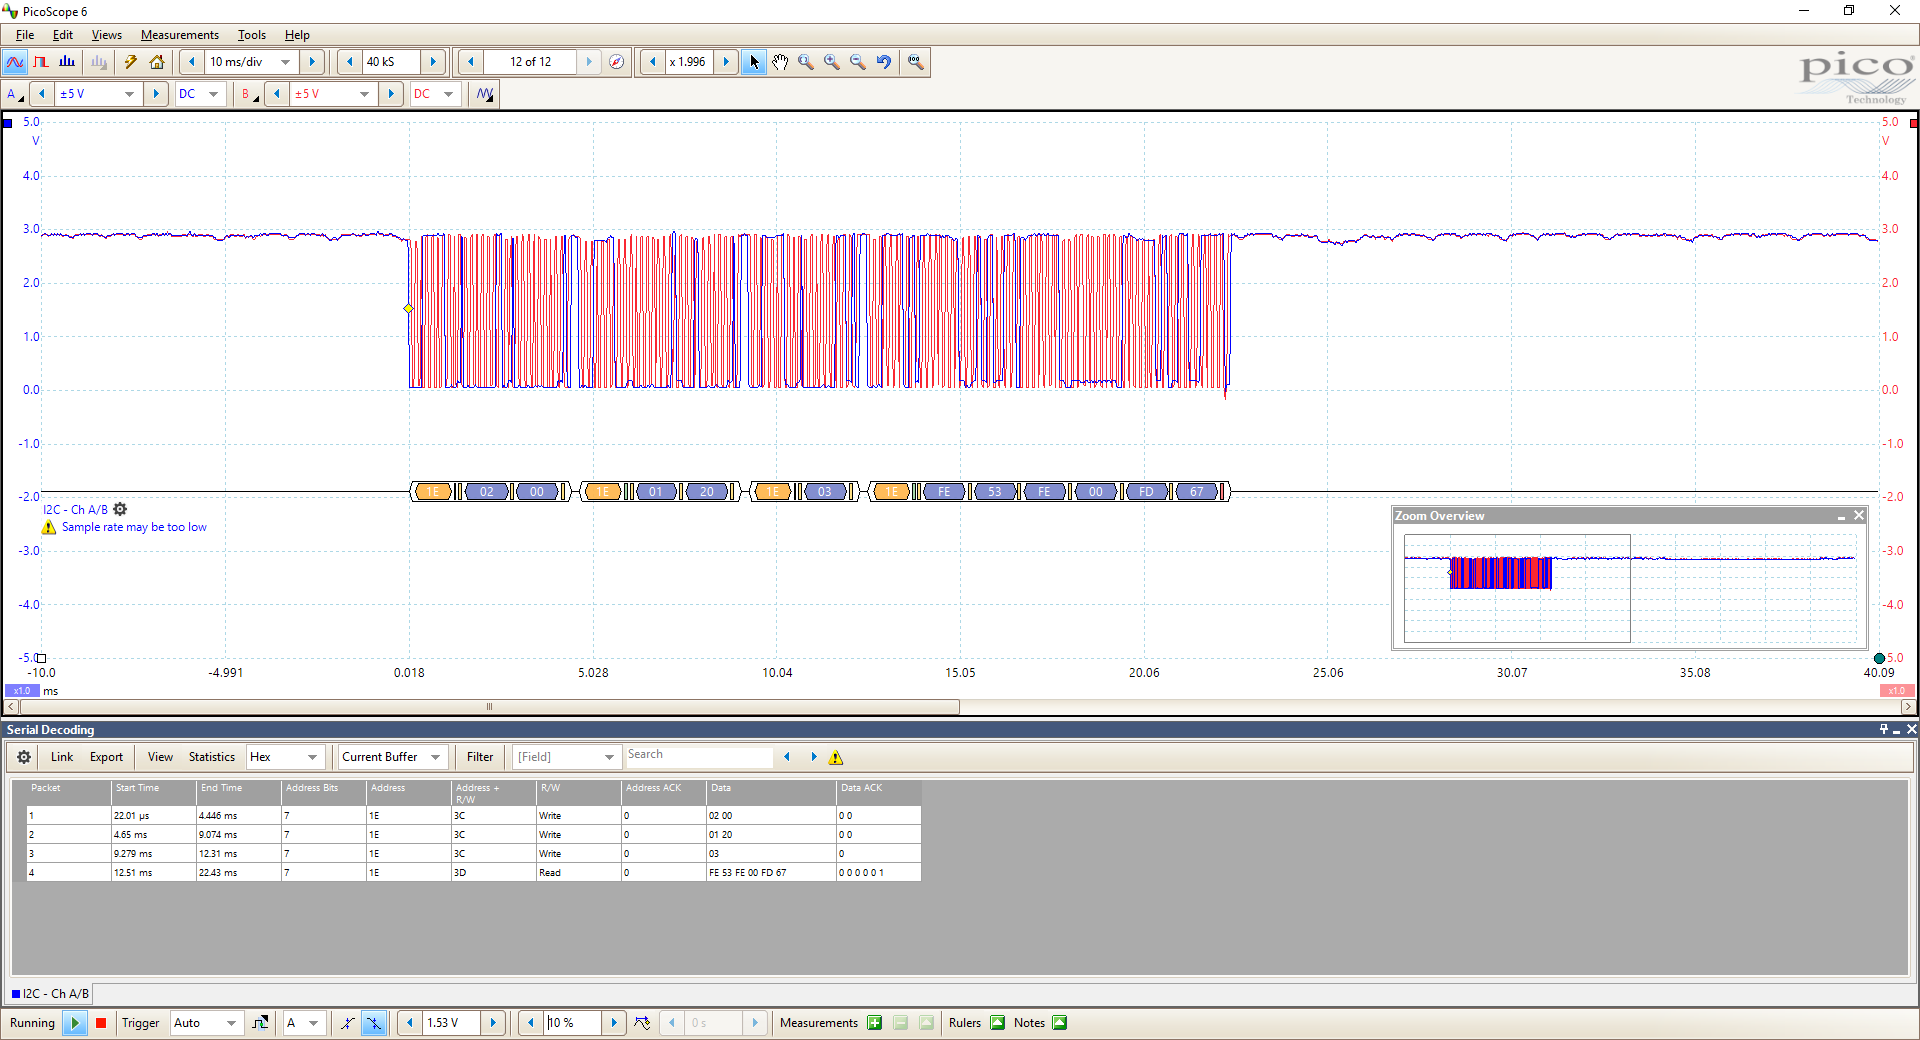 PicoScope 6
File Edit Views Measurements Tools Help
10 ms/div 40 kS 12 of 12 x 1.996
pico
Technology
A ±5 V DC B ±5 V DC
5.0 5.0
V V
4.0 4.0
3.0 3.0
2.0 2.0
1.0 1.0
0.0 0.0
-1.0 -1.0
1E 02 00 1E 01 20 1E 03 1E FE 53 FE 00 FD 67
-2.0 -2.0
I2C - Ch A/B
Sample rate may be too low
Zoom Overview
-3.0 -3.0
-4.0 -4.0
-5.0 -5.0
-10.0 -4.991 0.018 5.028 10.04 15.05 20.06 25.06 30.07 35.08 40.09
x1.0 ms x1.0
Serial Decoding
Link Export View Statistics Hex Current Buffer Filter [Field] Search
Packet Start Time End Time Address Bits Address Address + R/W R/W Address ACK Data Data ACK
1 22.01 µs 4.446 ms 7 1E 3C Write 0 02 00 0 0
2 4.65 ms 9.074 ms 7 1E 3C Write 0 01 20 0 0
3 9.279 ms 12.31 ms 7 1E 3C Write 0 03 0
4 12.51 ms 22.43 ms 7 1E 3D Read 0 FE 53 FE 00 FD 67 0 0 0 0 0 1
I2C - Ch A/B
Running Trigger Auto A 1.53 V 10 % 0 s Measurements Rulers Notes